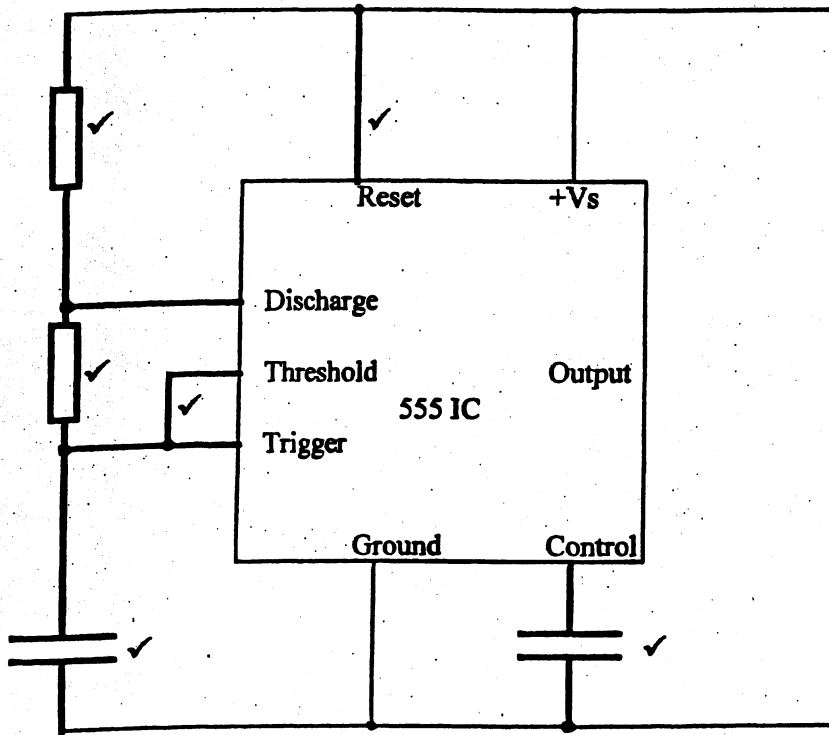 Reset +Vs
Discharge
Threshold Output
555 IC
Trigger
Ground Control